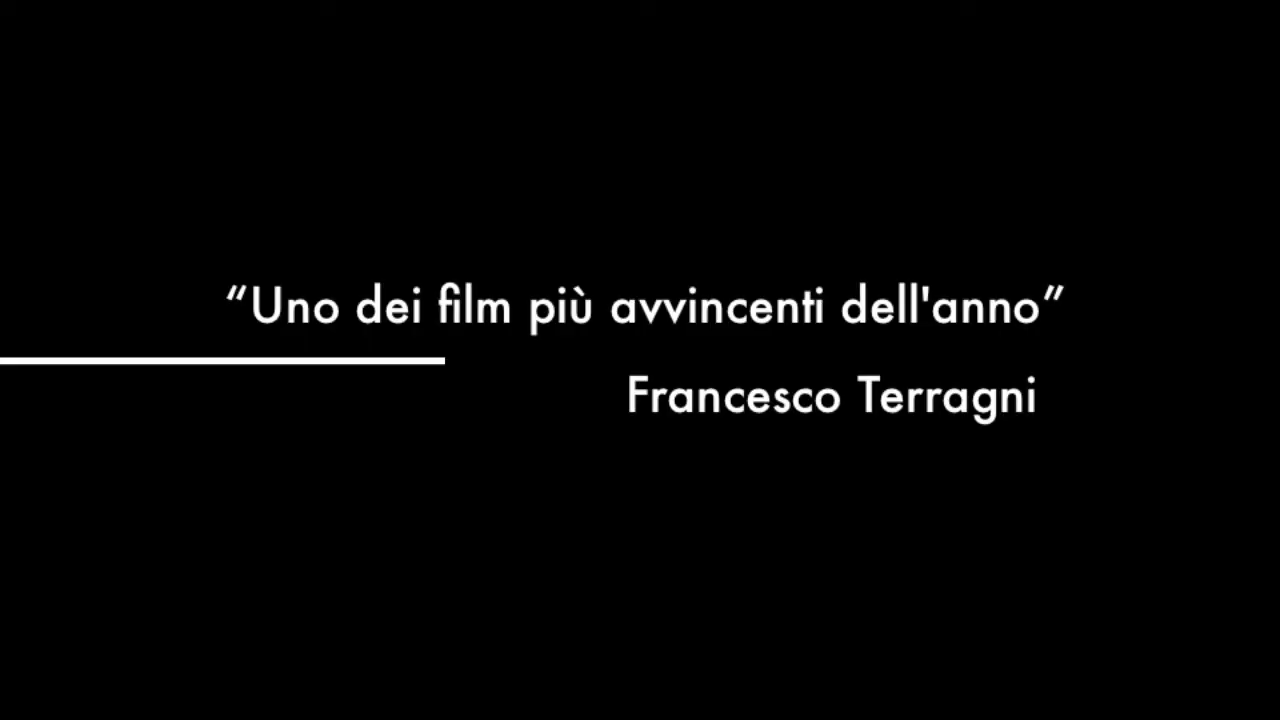 “Uno dei film più avvincenti dell'anno”
Francesco Terragni